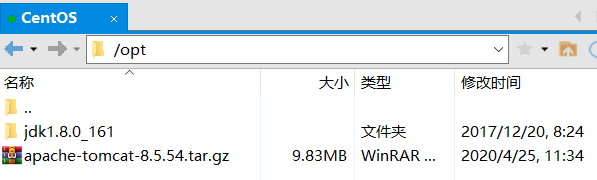 CentOS ×
/opt
名称 大小 类型 修改时间
..
jdk1.8.0_161 文件夹 2017/12/20, 8:24
apache-tomcat-8.5.54.tar.gz 9.83MB WinRAR ... 2020/4/25, 11:34